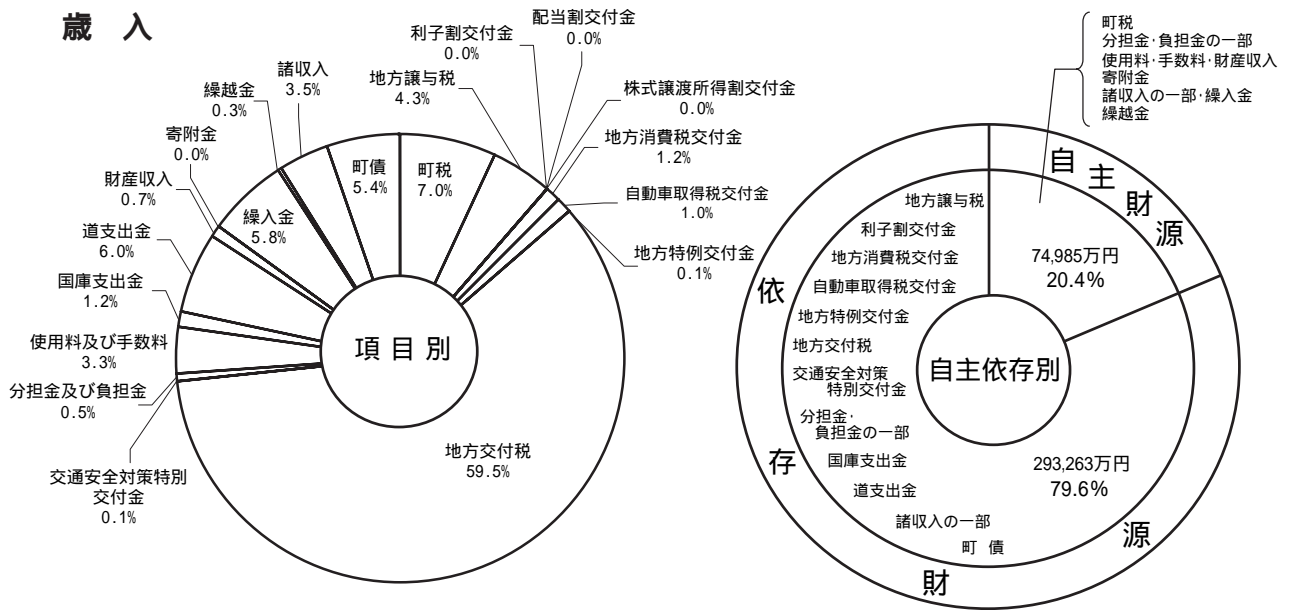 歳入
町税
7.0%
地方譲与税
4.3%
利子割交付金
0.0%
配当割交付金
0.0%
株式譲渡所得割交付金
0.0%
地方消費税交付金
1.2%
自動車取得税交付金
1.0%
地方特例交付金
0.1%
地方交付税
59.5%
交通安全対策特別
交付金
0.1%
分担金及び負担金
0.5%
使用料及び手数料
3.3%
国庫支出金
1.2%
道支出金
6.0%
財産収入
0.7%
寄附金
0.0%
繰入金
5.8%
繰越金
0.3%
諸収入
3.5%
町債
5.4%
項目別
町税
分担金·負担金の一部
使用料·手数料·財産収入
寄附金
諸収入の一部·繰入金
繰越金
自主財源
74,985万円
20.4%
自主依存別
依存財源
地方譲与税
利子割交付金
地方消費税交付金
自動車取得税交付金
地方特例交付金
地方交付税
交通安全対策
特別交付金
分担金·
負担金の一部
国庫支出金
道支出金
諸収入の一部
町債
293,263万円
79.6%